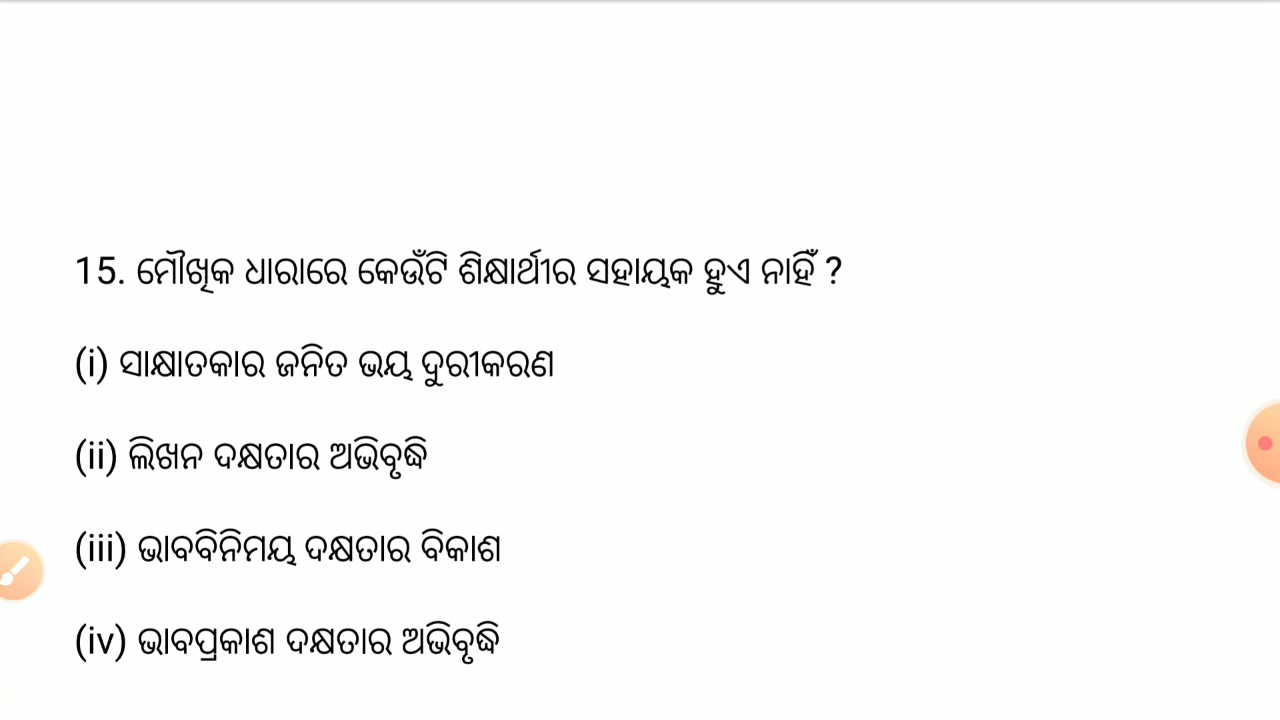 15. ମୌଖିକ ଧାରାରେ କେଉଁଟି ଶିକ୍ଷାର୍ଥୀର ସହାୟକ ହୁଏ ନାହିଁ ?
(i) ସାକ୍ଷାତକାର ଜନିତ ଭୟ ଦୁରୀକରଣ
(ii) ଲିଖନ ଦକ୍ଷତାର ଅଭିବୃଦ୍ଧି
(iii) ଭାବବିନିମୟ ଦକ୍ଷତାର ବିକାଶ
(iv) ଭାବପ୍ରକାଶ ଦକ୍ଷତାର ଅଭିବୃଦ୍ଧି